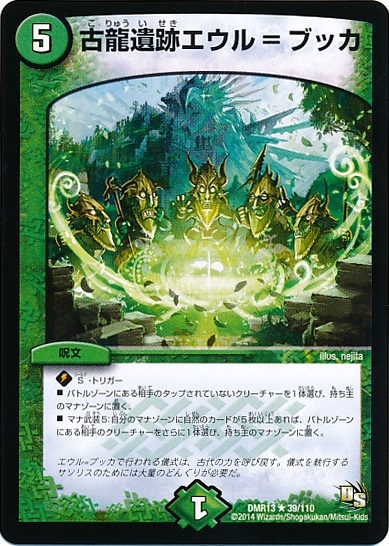 5
こ りゅう い せき
古龍遺跡エウル＝ブッカ
illus. nejita
呪文
S・トリガー
■ バトルゾーンにある相手のタップされていないクリーチャーを1体選び、持ち主
のマナゾーンに置く。
■ マナ武装5：自分のマナゾーンに自然のカードが5枚以上あれば、バトルゾーン
にある相手のクリーチャーをさらに1体選び、持ち主のマナゾーンに置く。
エウル=ブッカで行われる儀式は、古代の力を呼び戻す。儀式を執行する
サンリスのためには大量のどんぐりが必要だ。
1
DMR13 ★ 39/110
©2014 Wizards/Shogakukan/Mitsui-Kids
DS